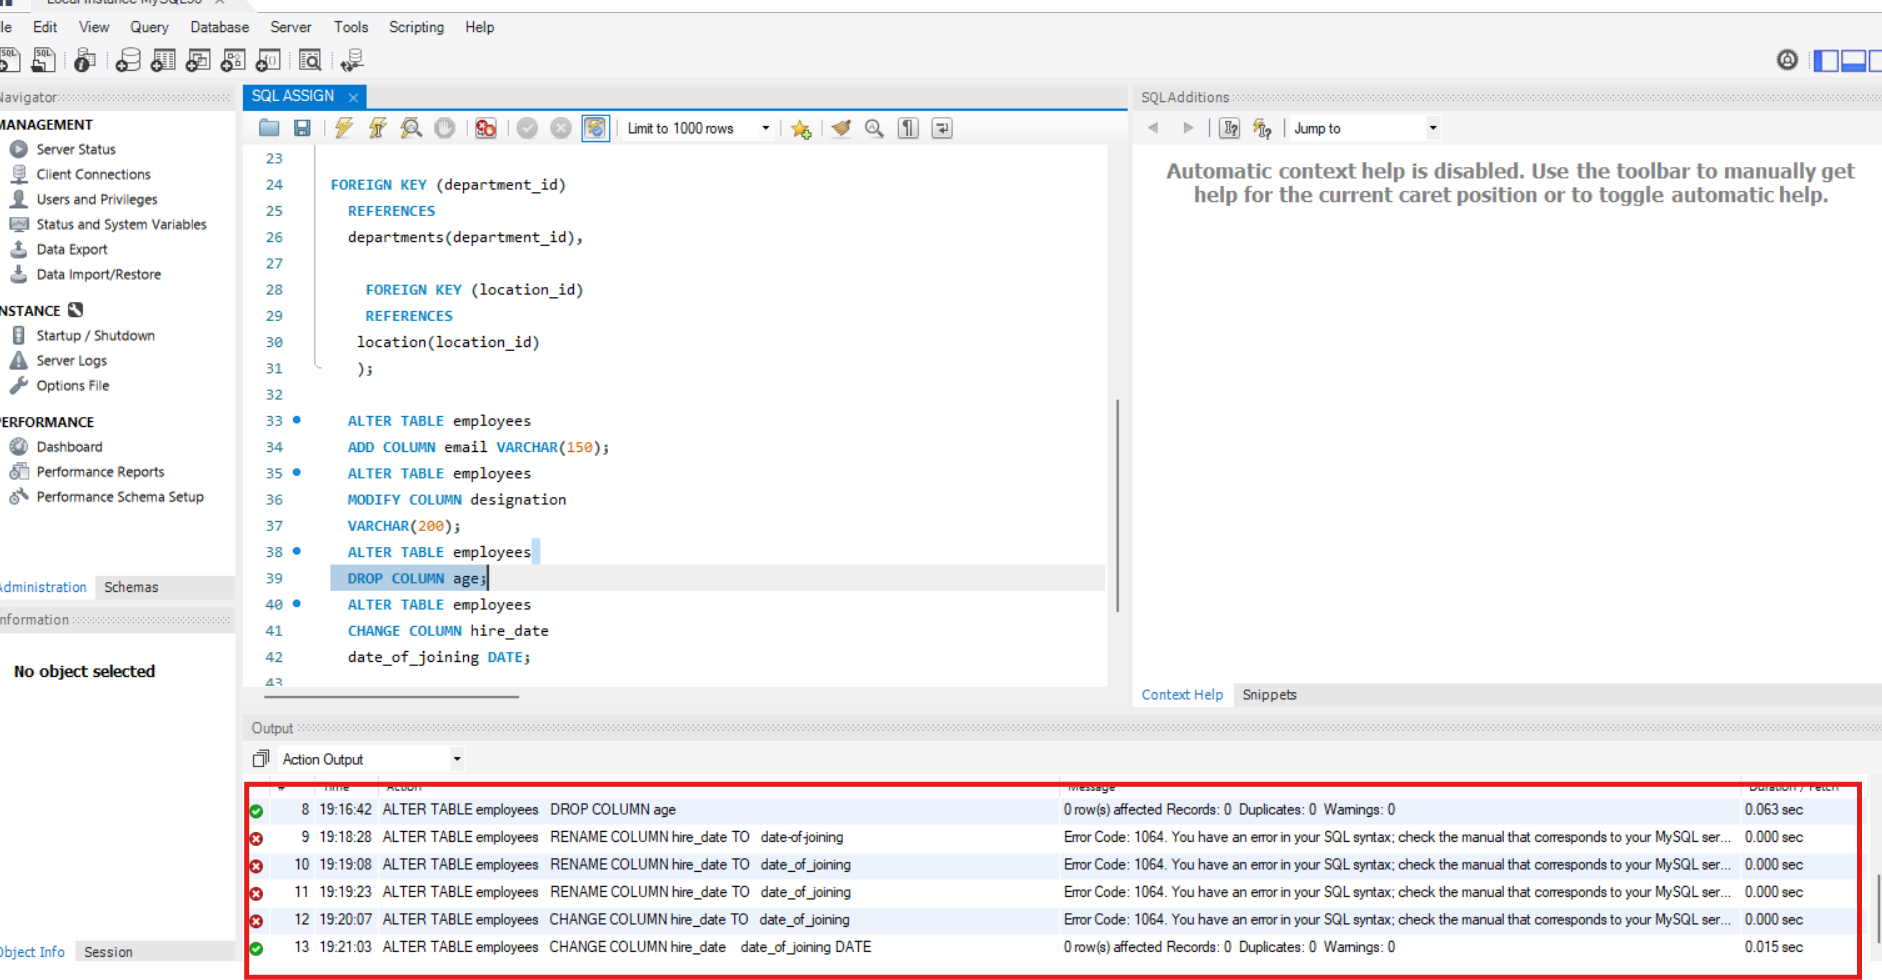 Edit View Query Database Server Tools Scripting Help
SQL SQL
Navigator
SQL ASSIGN
SQLAdditions
MANAGEMENT
Server Status
Client Connections
Users and Privileges
Status and System Variables
Data Export
Data Import/Restore
INSTANCE
Startup / Shutdown
Server Logs
Options File
PERFORMANCE
Dashboard
Performance Reports
Performance Schema Setup
Administration Schemas
Information
No object selected
Object Info Session
Limit to 1000 rows
23
24 FOREIGN KEY (department_id)
25 REFERENCES
26 departments(department_id),
27
28 FOREIGN KEY (location_id)
29 REFERENCES
30 location(location_id)
31 );
32
33 ALTER TABLE employees
34 ADD COLUMN email VARCHAR(150);
35 ALTER TABLE employees
36 MODIFY COLUMN designation
37 VARCHAR(200);
38 ALTER TABLE employees
39 DROP COLUMN age;
40 ALTER TABLE employees
41 CHANGE COLUMN hire_date
42 date_of_joining DATE;
43
Jump to
Automatic context help is disabled. Use the toolbar to manually get
help for the current caret position or to toggle automatic help.
Context Help Snippets
Output
Action Output
# Time Action Message Duration / Fetch
8 19:16:42 ALTER TABLE employees DROP COLUMN age 0 row(s) affected Records: 0 Duplicates: 0 Warnings: 0 0.063 sec
9 19:18:28 ALTER TABLE employees RENAME COLUMN hire_date TO date-of-joining Error Code: 1064. You have an error in your SQL syntax; check the manual that corresponds to your MySQL ser... 0.000 sec
10 19:19:08 ALTER TABLE employees RENAME COLUMN hire_date TO date_of_joining Error Code: 1064. You have an error in your SQL syntax; check the manual that corresponds to your MySQL ser... 0.000 sec
11 19:19:23 ALTER TABLE employees RENAME COLUMN hire_date TO date_of_joining Error Code: 1064. You have an error in your SQL syntax; check the manual that corresponds to your MySQL ser... 0.000 sec
12 19:20:07 ALTER TABLE employees CHANGE COLUMN hire_date TO date_of_joining Error Code: 1064. You have an error in your SQL syntax; check the manual that corresponds to your MySQL ser... 0.000 sec
13 19:21:03 ALTER TABLE employees CHANGE COLUMN hire_date date_of_joining DATE 0 row(s) affected Records: 0 Duplicates: 0 Warnings: 0 0.015 sec